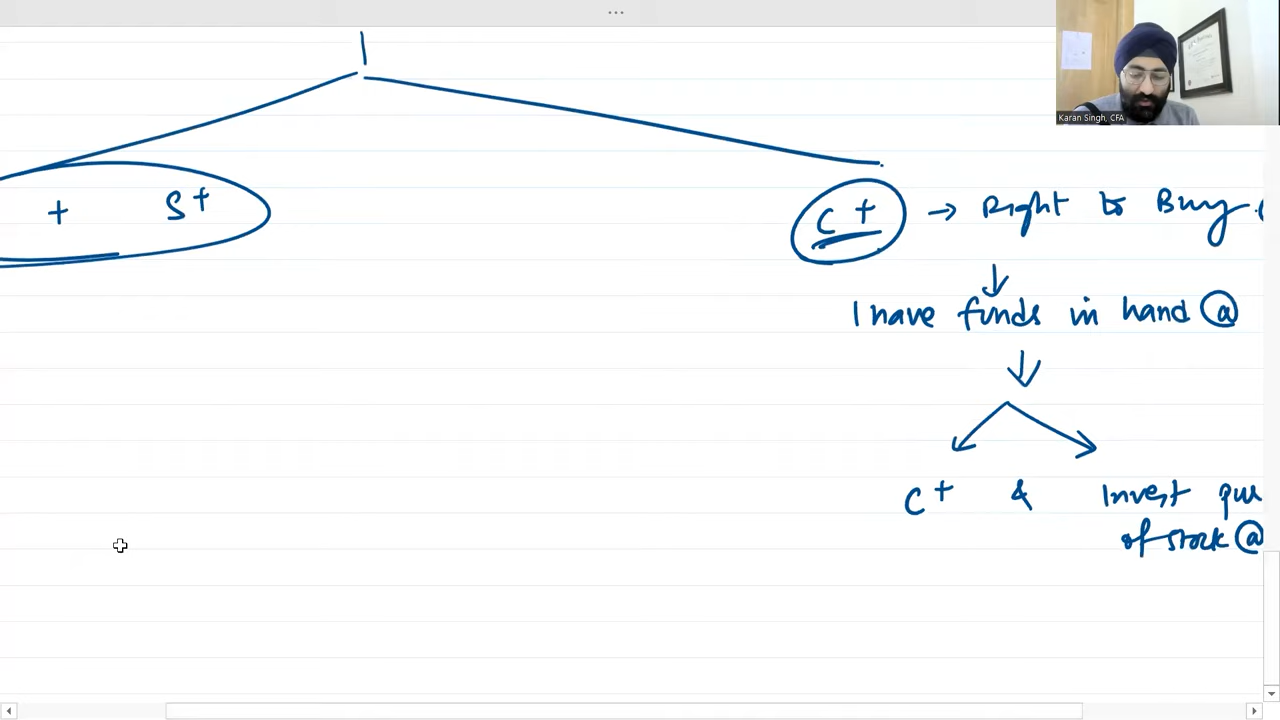 + S+
C+ → Right to Buy
I have funds in hand @
C+ & Invest
of stock @
Karan Singh, CFA